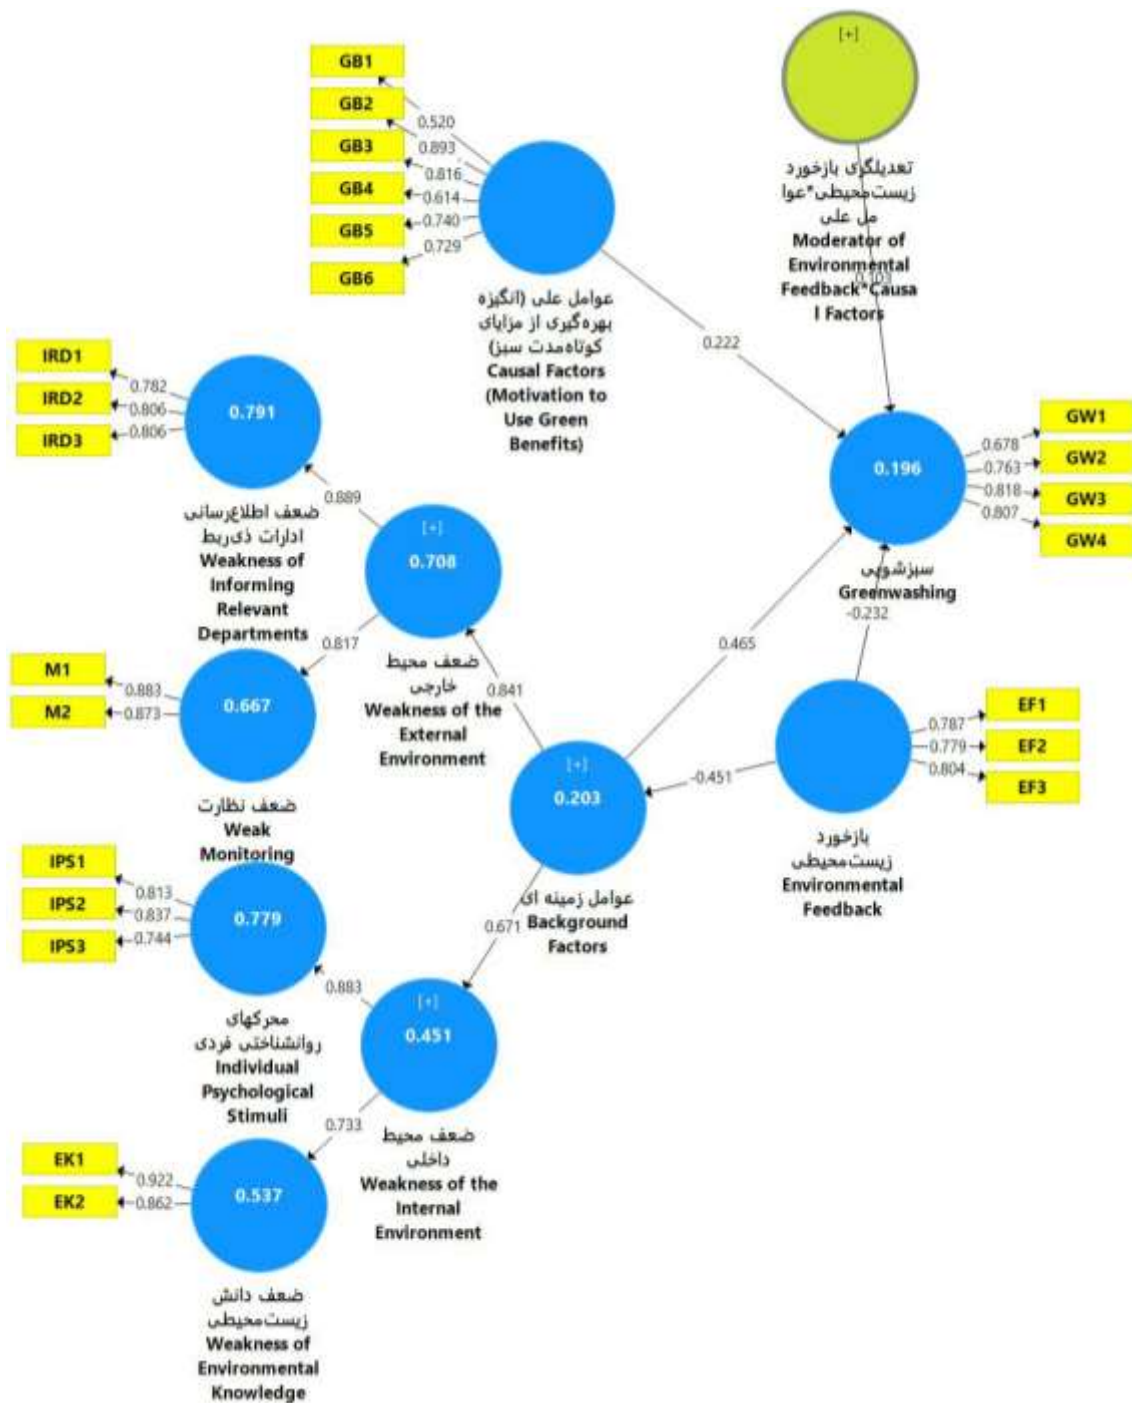 [+]
GB1
GB2
GB3
GB4
GB5
GB6
0.520
0.893
0.816
0.614
0.740
0.729
تعدیلگری بازخورد
زیست‌محیطی*عوا
مل علی
Moderator of
Environmental
Feedback*Causa
l Factors
عوامل علی (انگیزه
بهره‌گیری از مزایای
کوتاه‌مدت سبز)
Causal Factors
(Motivation to
Use Green
Benefits)
0.222
IRD1
IRD2
IRD3
0.782
0.806
0.806
0.791
ضعف اطلاع‌رسانی
ادارات ذی‌ربط
Weakness of
Informing
Relevant
Departments
0.889
0.196
GW1
GW2
GW3
GW4
0.678
0.763
0.818
0.807
سبزشویی
Greenwashing
-0.232
[+]
0.708
ضعف محیط
خارجی
Weakness of the
External
Environment
0.817
0.841
0.465
M1
M2
0.883
0.873
0.667
ضعف نظارت
Weak
Monitoring
[+]
0.203
عوامل زمینه ای
Background
Factors
-0.451
EF1
EF2
EF3
0.787
0.779
0.804
بازخورد
زیست‌محیطی
Environmental
Feedback
IPS1
IPS2
IPS3
0.813
0.837
0.744
0.779
محرکهای
روانشناختی فردی
Individual
Psychological
Stimuli
0.883
0.671
[+]
0.451
ضعف محیط
داخلی
Weakness of the
Internal
Environment
0.733
EK1
EK2
0.922
0.862
0.537
ضعف دانش
زیست‌محیطی
Weakness of
Environmental
Knowledge